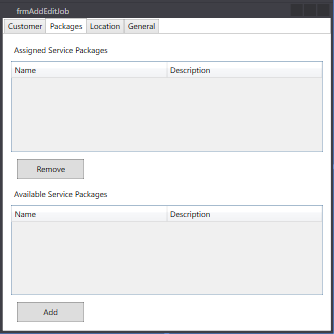 frmAddEditJob
Customer Packages Location General
Assigned Service Packages
Name Description
Remove
Available Service Packages
Name Description
Add